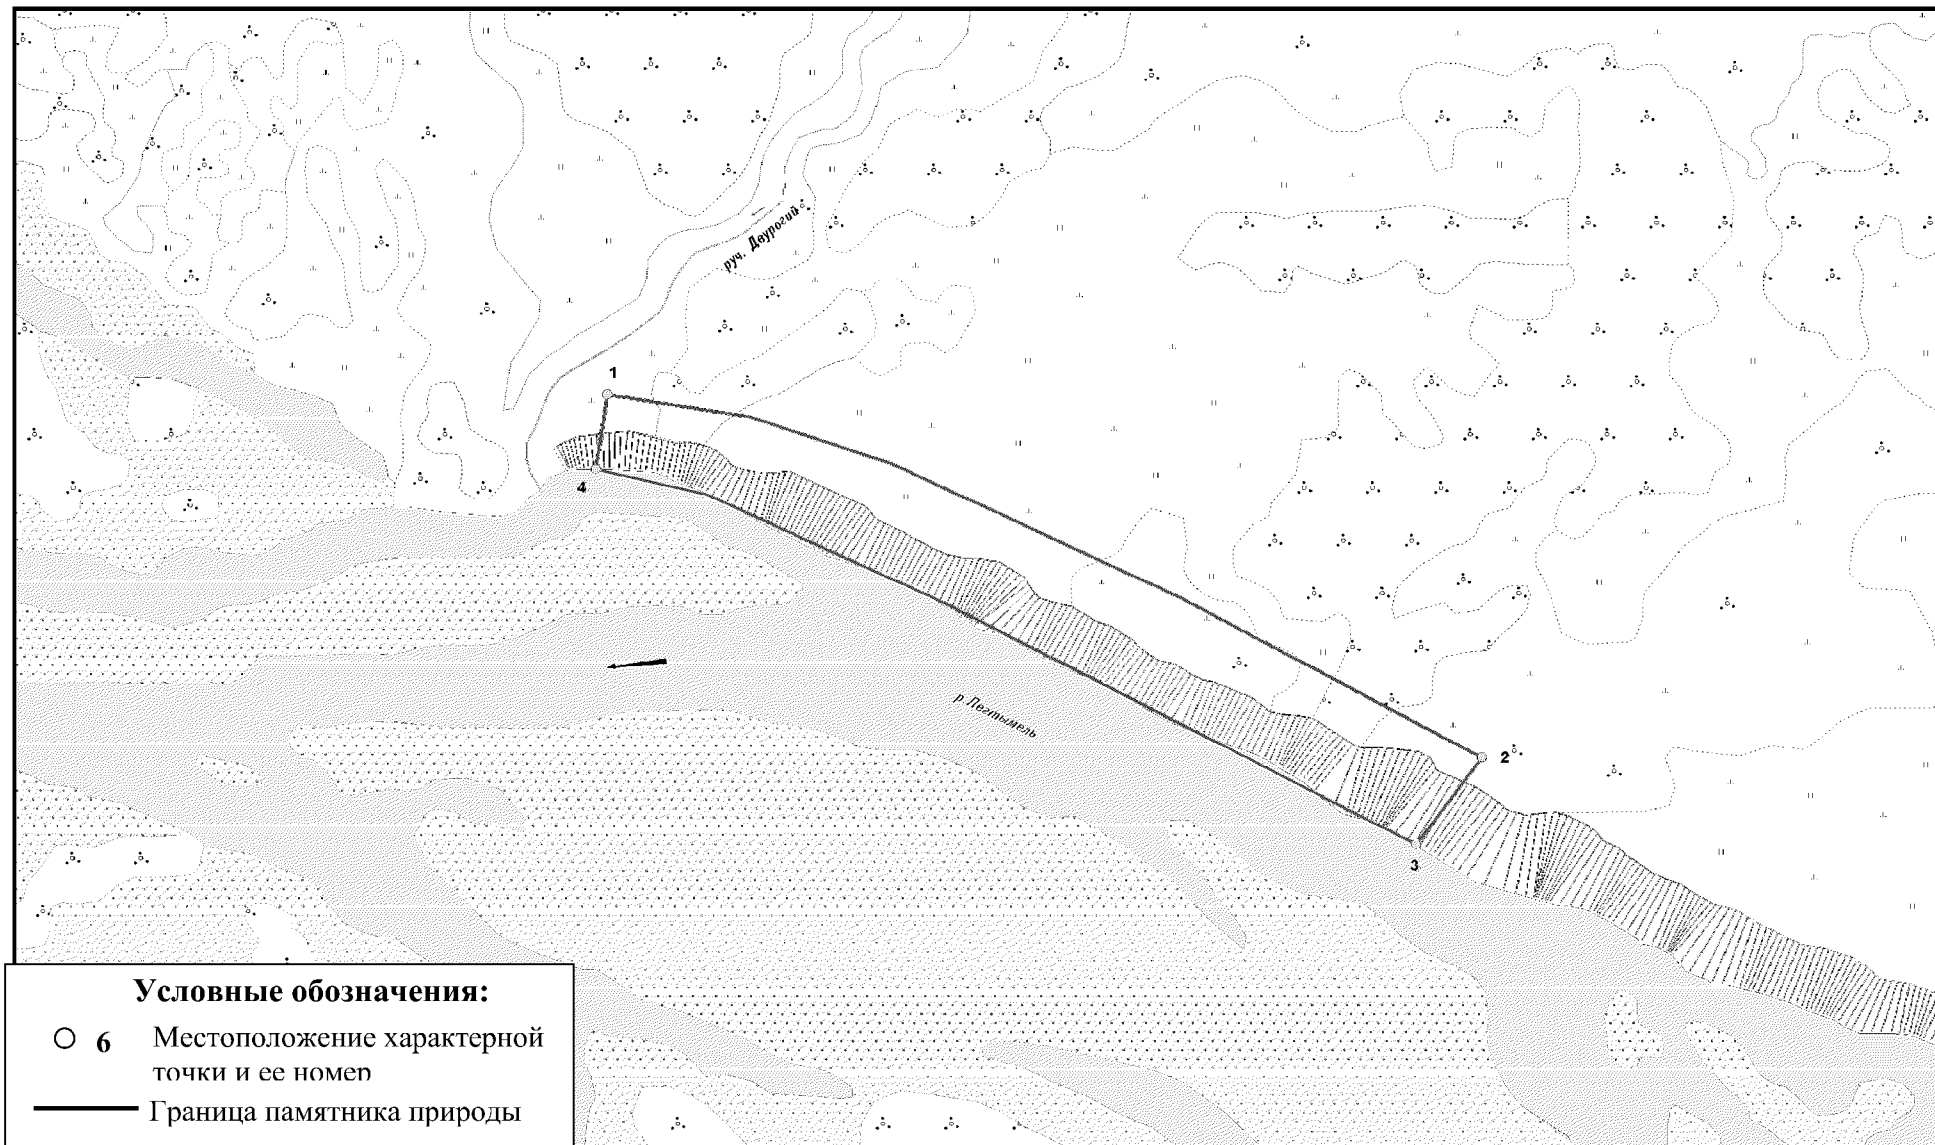 руч. Двурогий
1
4
р Пегтымель
2
3
Условные обозначения:
6 Местоположение характерной
точки и ее номер
Граница памятника природы